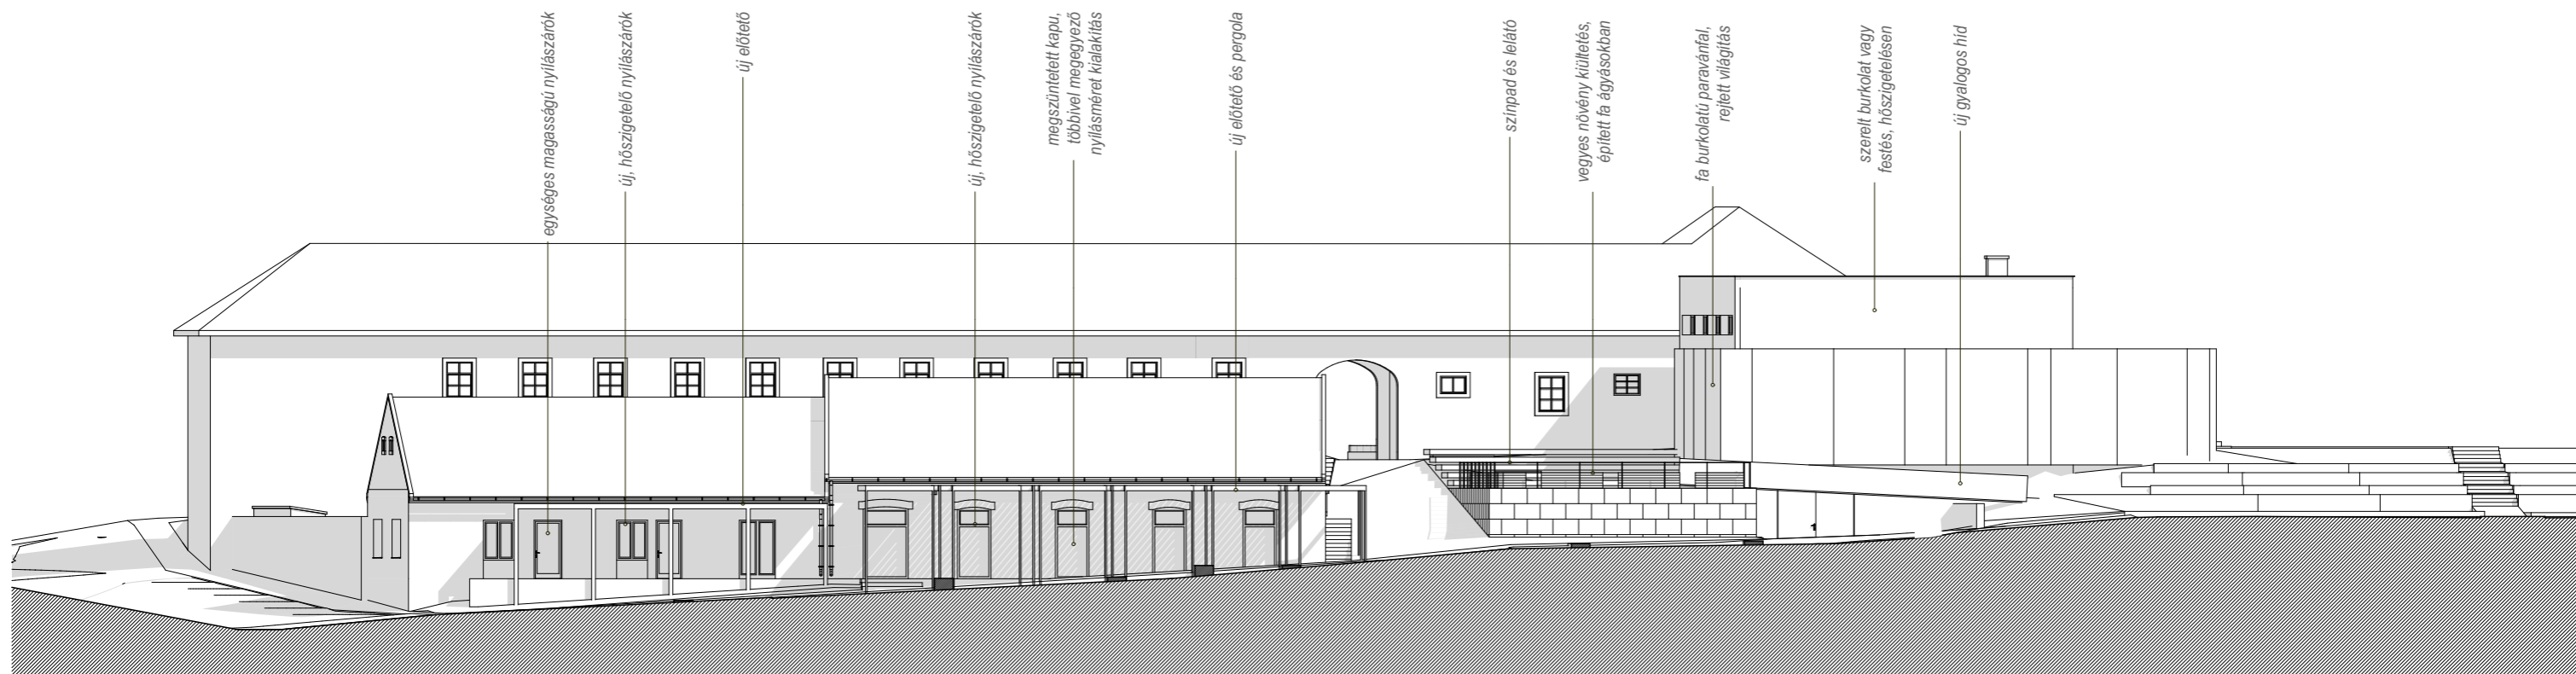 egységes magasságú nyílászárók
új, hőszigetelő nyílászárók
új előtető
új, hőszigetelő nyílászárók
megszüntetett kapu,
többivel megegyező
nyílásméret kialakítás
új előtető és pergola
színpad és lelátó
vegyes növény kiültetés,
épített fa ágyásokban
fa burkolatú paravánfal,
rejtett világítás
szerelt burkolat vagy
festés, hőszigetelésen
új gyalogos híd